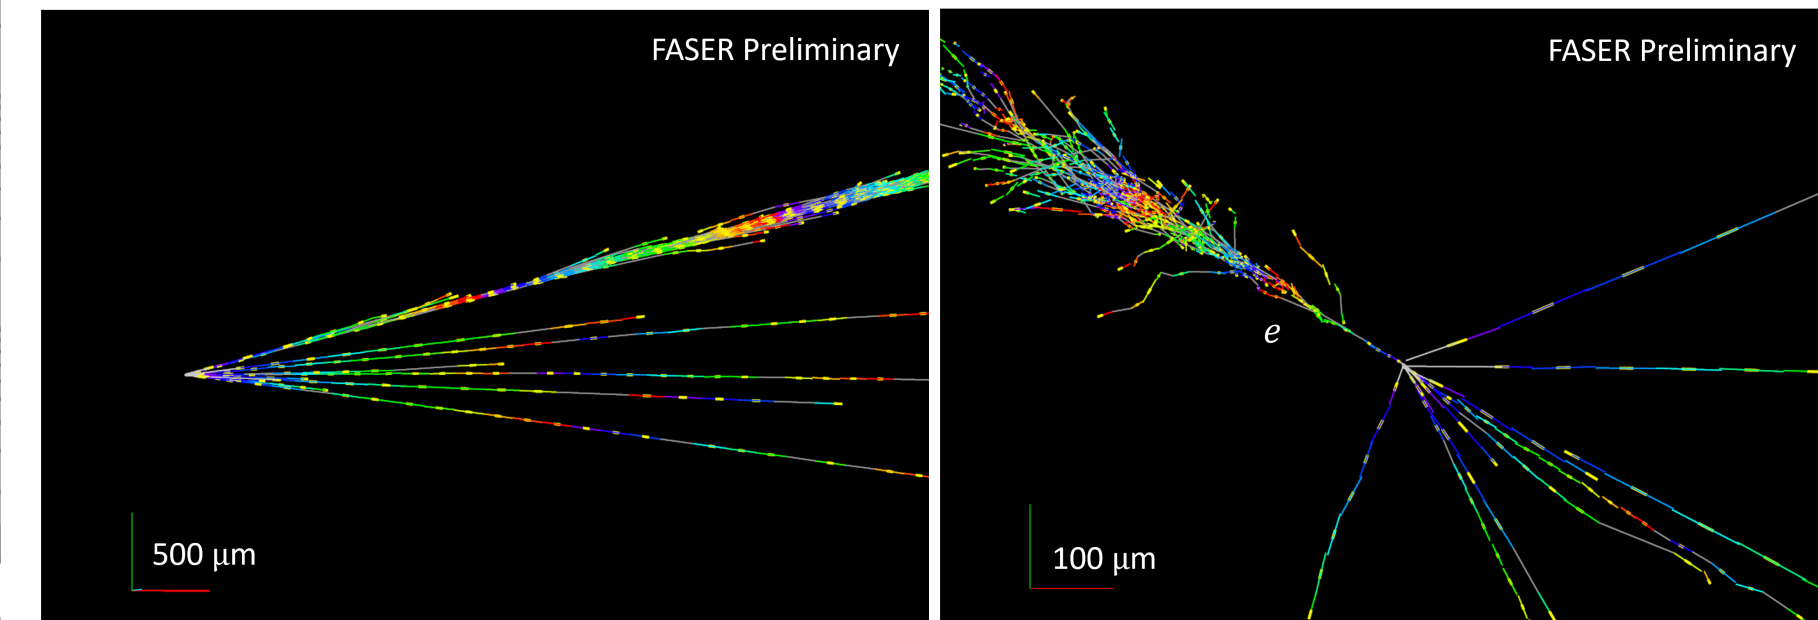 FASER Preliminary
500 μm
FASER Preliminary
e
100 μm